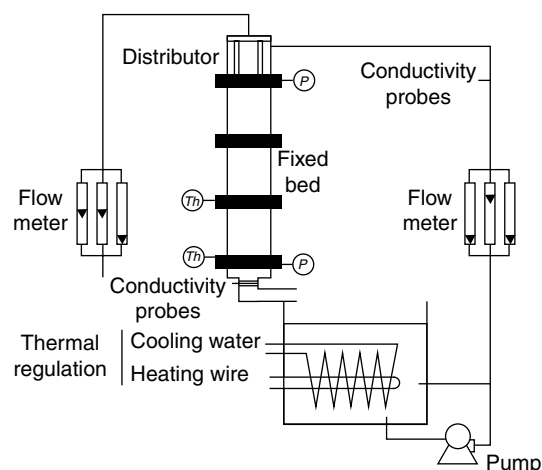 Distributor
P
Conductivity
probes
Fixed
bed
Flow
meter
Th
Flow
meter
Th
P
Conductivity
probes
Thermal
regulation
Cooling water
Heating wire
Pump